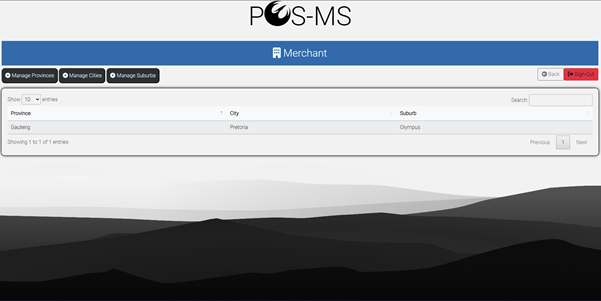 POS-MS
Merchant
Manage Provinces Manage Cities Manage Suburbs Back Sign Out
Show 10 entries Search:
Province City Suburb
Gauteng Pretoria Olympus
Showing 1 to 1 of 1 entries Previous 1 Next